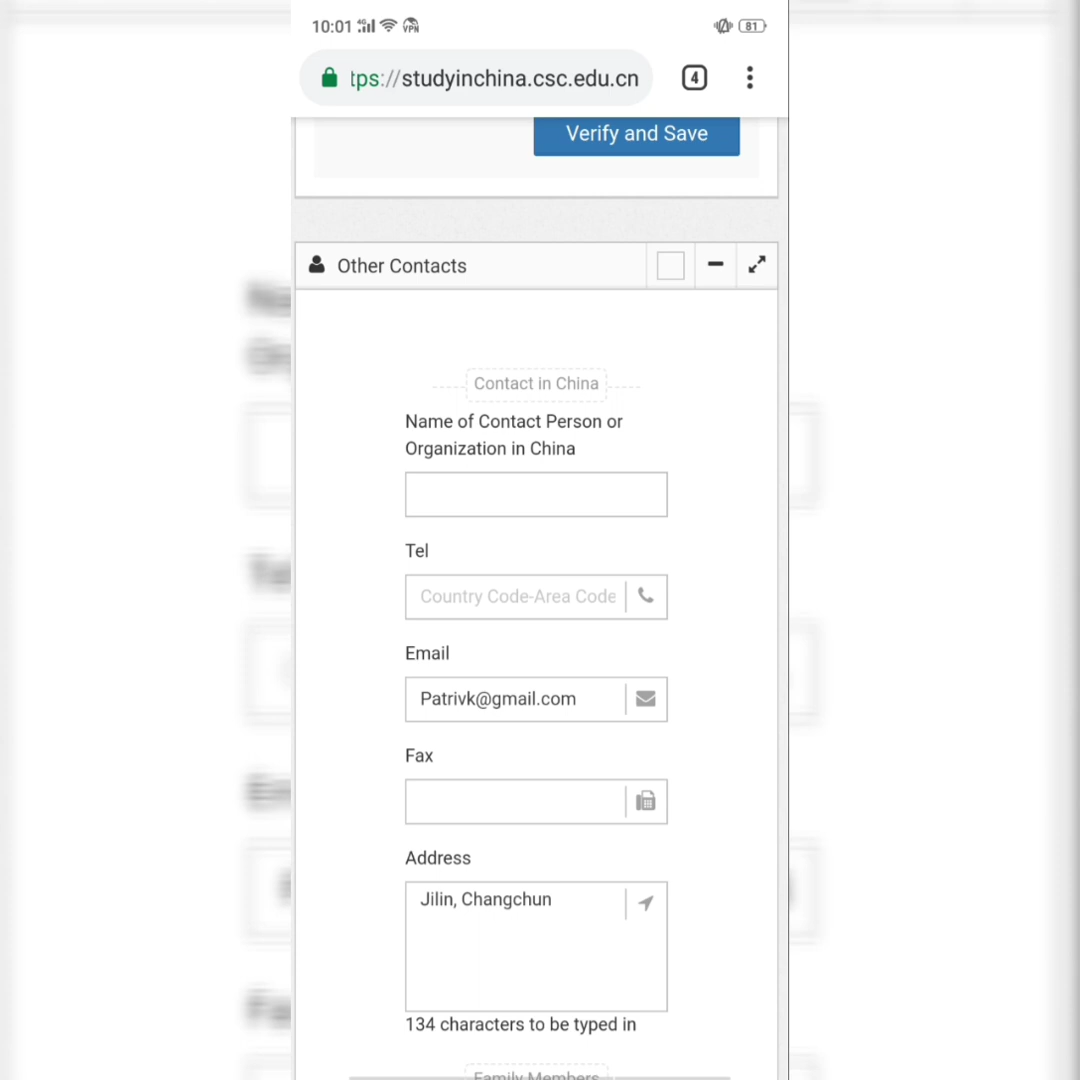 10:01 4G VPN 81
tps://studyinchina.csc.edu.cn 4
Verify and Save
Other Contacts
Contact in China
Name of Contact Person or
Organization in China
Tel
Country Code-Area Code
Email
Patrivk@gmail.com
Fax
Address
Jilin, Changchun
134 characters to be typed in
Family Members